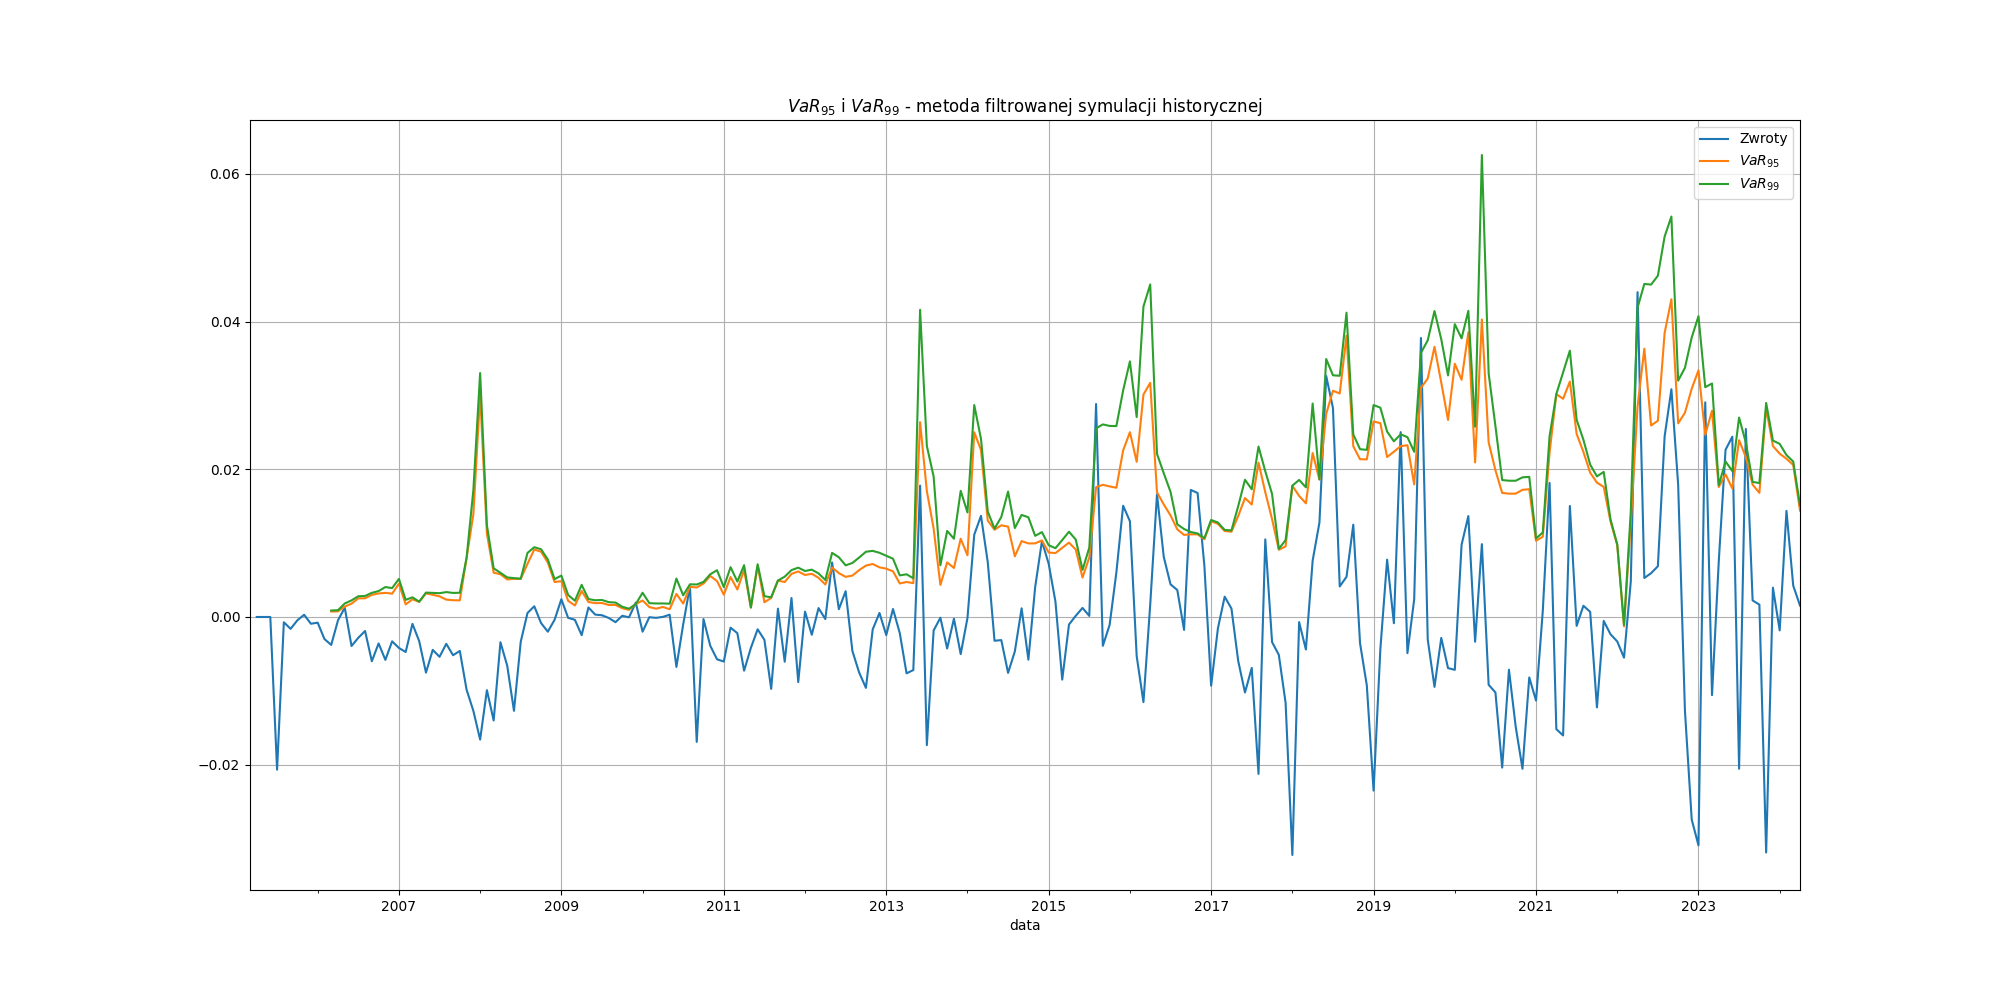 VaR₉₅ i VaR₉₉ - metoda filtrowanej symulacji historycznej
Zwroty
VaR₉₅
VaR₉₉
0.06
0.04
0.02
0.00
−0.02
2007 2009 2011 2013 2015 2017 2019 2021 2023
data